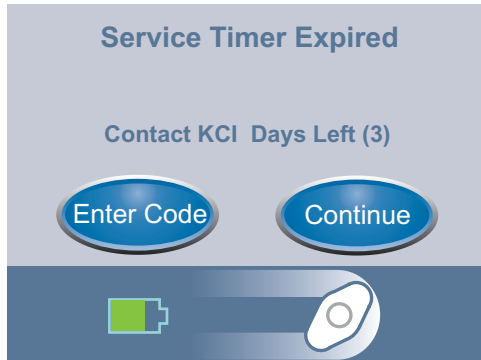 Service Timer Expired
Contact KCI Days Left (3)
Enter Code
Continue